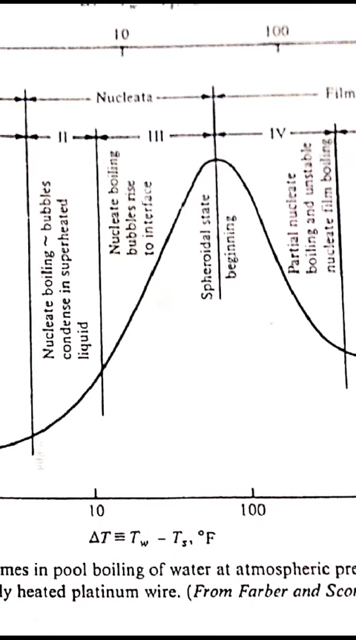 10 100
Nucleata Film
II III IV
Nucleate boiling ~ bubbles
condense in superheated
liquid
Nucleate boiling
bubbles rise
to interface
Spheroidal state
beginning
Partial nucleate
boiling and unstable
nucleate film boiling
10 100
ΔT ≡ Tw − Ts, °F
mes in pool boiling of water at atmospheric pre
ly heated platinum wire. (From Farber and Scor